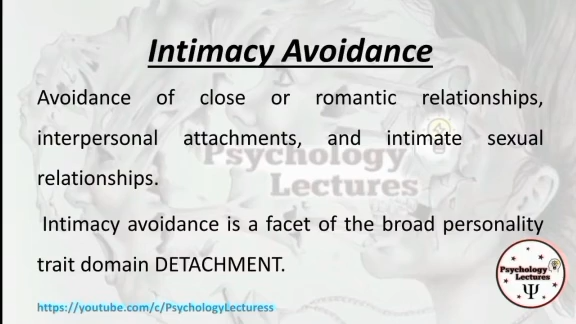 Intimacy Avoidance
Avoidance of close or romantic relationships,
interpersonal attachments, and intimate sexual
relationships.
Intimacy avoidance is a facet of the broad personality
trait domain DETACHMENT.
Psychology
Lectures
Psychology
Lectures
Ψ
https://youtube.com/c/PsychologyLecturess